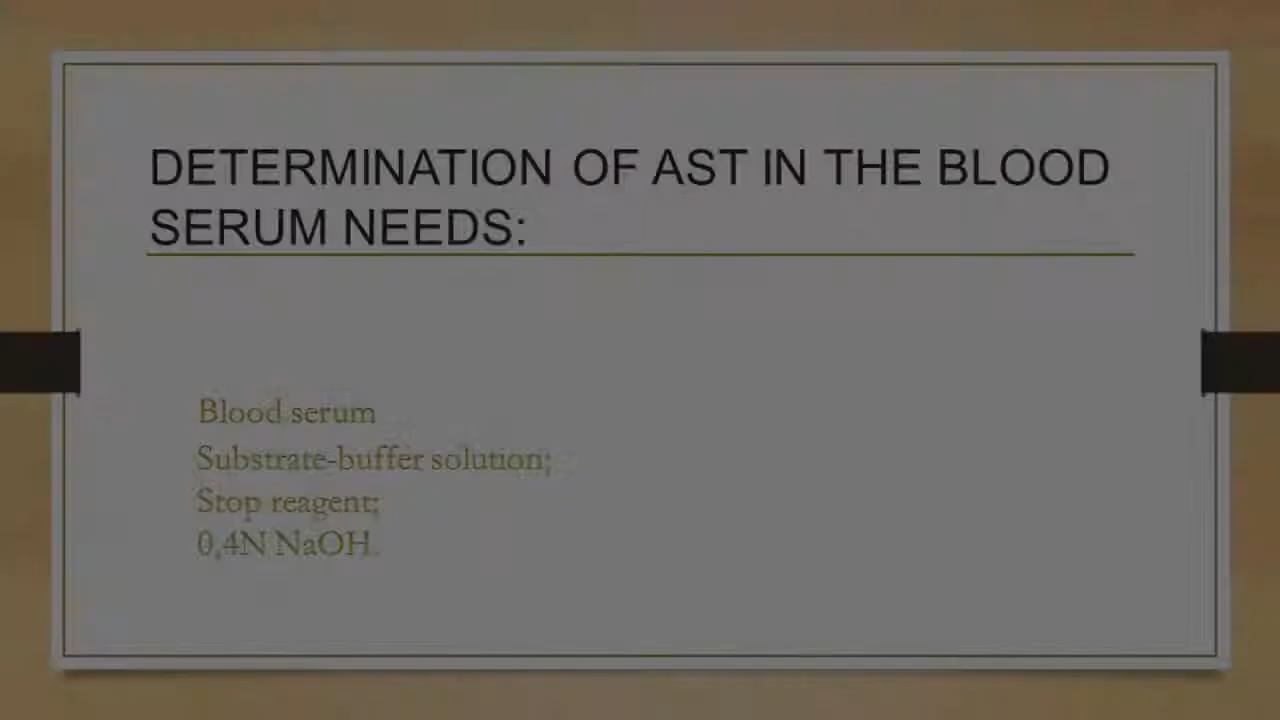 DETERMINATION OF AST IN THE BLOOD
SERUM NEEDS:
Blood serum
Substrate-buffer solution;
Stop reagent;
0,4N NaOH.